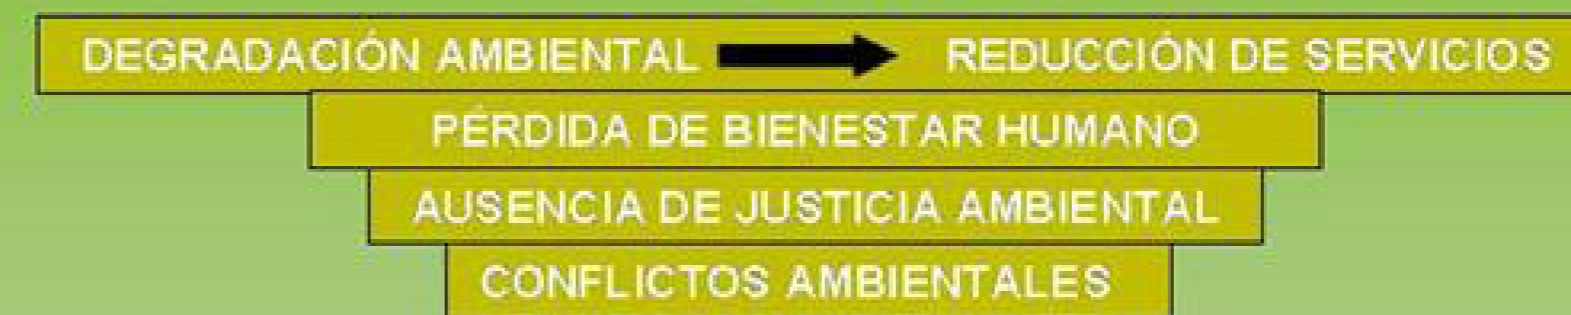 DEGRADACIÓN AMBIENTAL REDUCCIÓN DE SERVICIOS
PÉRDIDA DE BIENESTAR HUMANO
AUSENCIA DE JUSTICIA AMBIENTAL
CONFLICTOS AMBIENTALES